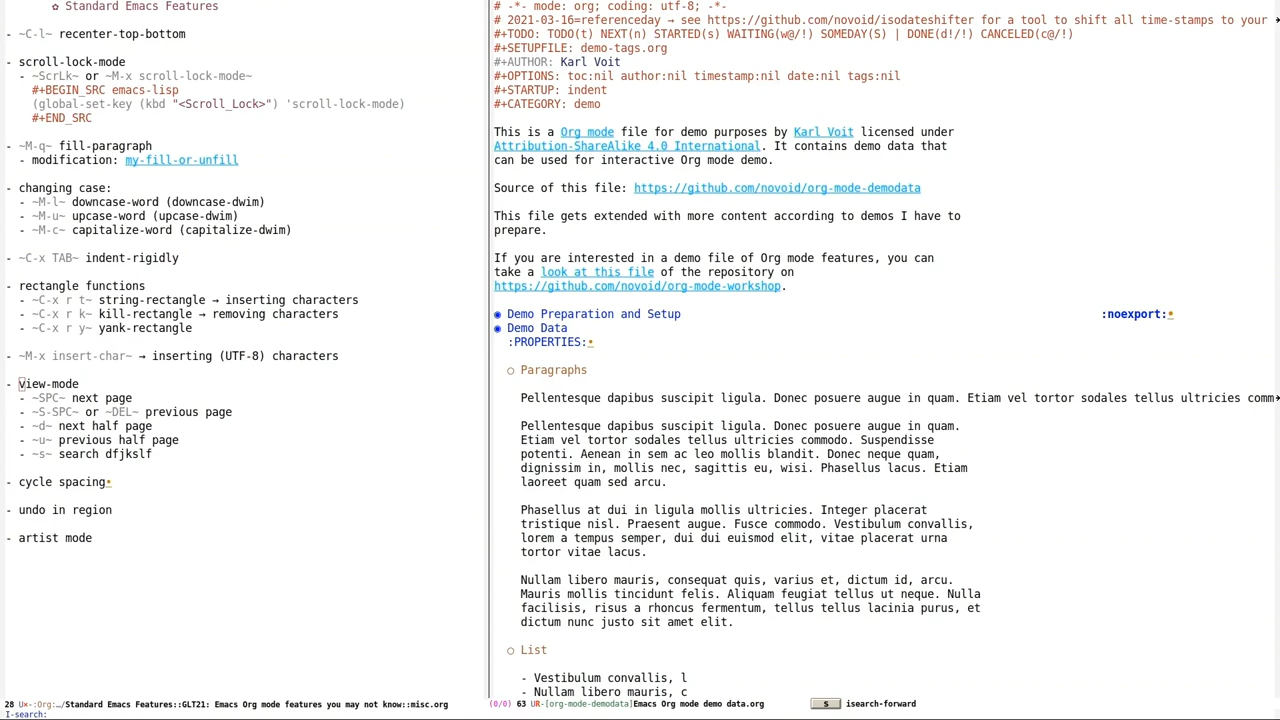 ✿ Standard Emacs Features
- ~C-l~ recenter-top-bottom
- scroll-lock-mode
- ~ScrLk~ or ~M-x scroll-lock-mode~
#+BEGIN_SRC emacs-lisp
(global-set-key (kbd "<Scroll_Lock>") 'scroll-lock-mode)
#+END_SRC
- ~M-q~ fill-paragraph
- modification: my-fill-or-unfill
- changing case:
- ~M-l~ downcase-word (downcase-dwim)
- ~M-u~ upcase-word (upcase-dwim)
- ~M-c~ capitalize-word (capitalize-dwim)
- ~C-x TAB~ indent-rigidly
- rectangle functions
- ~C-x r t~ string-rectangle → inserting characters
- ~C-x r k~ kill-rectangle → removing characters
- ~C-x r y~ yank-rectangle
- ~M-x insert-char~ → inserting (UTF-8) characters
- view-mode
- ~SPC~ next page
- ~S-SPC~ or ~DEL~ previous page
- ~d~ next half page
- ~u~ previous half page
- ~s~ search dfjkslf
- cycle spacing•
- undo in region
- artist mode
28 U×-:Org:…/Standard Emacs Features::GLT21: Emacs Org mode features you may not know::misc.org
I-search:
# -*- mode: org; coding: utf-8; -*-
# 2021-03-16=referenceday → see https://github.com/novoid/isodateshifter for a tool to shift all time-stamps to your
#+TODO: TODO(t) NEXT(n) STARTED(s) WAITING(w@/!) SOMEDAY(S) | DONE(d!/!) CANCELED(c@/!)
#+SETUPFILE: demo-tags.org
#+AUTHOR: Karl Voit
#+OPTIONS: toc:nil author:nil timestamp:nil date:nil tags:nil
#+STARTUP: indent
#+CATEGORY: demo
This is a Org mode file for demo purposes by Karl Voit licensed under
Attribution-ShareAlike 4.0 International. It contains demo data that
can be used for interactive Org mode demo.
Source of this file: https://github.com/novoid/org-mode-demodata
This file gets extended with more content according to demos I have to
prepare.
If you are interested in a demo file of Org mode features, you can
take a look at this file of the repository on
https://github.com/novoid/org-mode-workshop.
◉ Demo Preparation and Setup :noexport:•
◉ Demo Data
:PROPERTIES:•
○ Paragraphs
Pellentesque dapibus suscipit ligula. Donec posuere augue in quam. Etiam vel tortor sodales tellus ultricies comm→
Pellentesque dapibus suscipit ligula. Donec posuere augue in quam.
Etiam vel tortor sodales tellus ultricies commodo. Suspendisse
potenti. Aenean in sem ac leo mollis blandit. Donec neque quam,
dignissim in, mollis nec, sagittis eu, wisi. Phasellus lacus. Etiam
laoreet quam sed arcu.
Phasellus at dui in ligula mollis ultricies. Integer placerat
tristique nisl. Praesent augue. Fusce commodo. Vestibulum convallis,
lorem a tempus semper, dui dui euismod elit, vitae placerat urna
tortor vitae lacus.
Nullam libero mauris, consequat quis, varius et, dictum id, arcu.
Mauris mollis tincidunt felis. Aliquam feugiat tellus ut neque. Nulla
facilisis, risus a rhoncus fermentum, tellus tellus lacinia purus, et
dictum nunc justo sit amet elit.
○ List
- Vestibulum convallis, l
- Nullam libero mauris, c
(0/0) 63 UR-[org-mode-demodata]Emacs Org mode demo data.org s isearch-forward